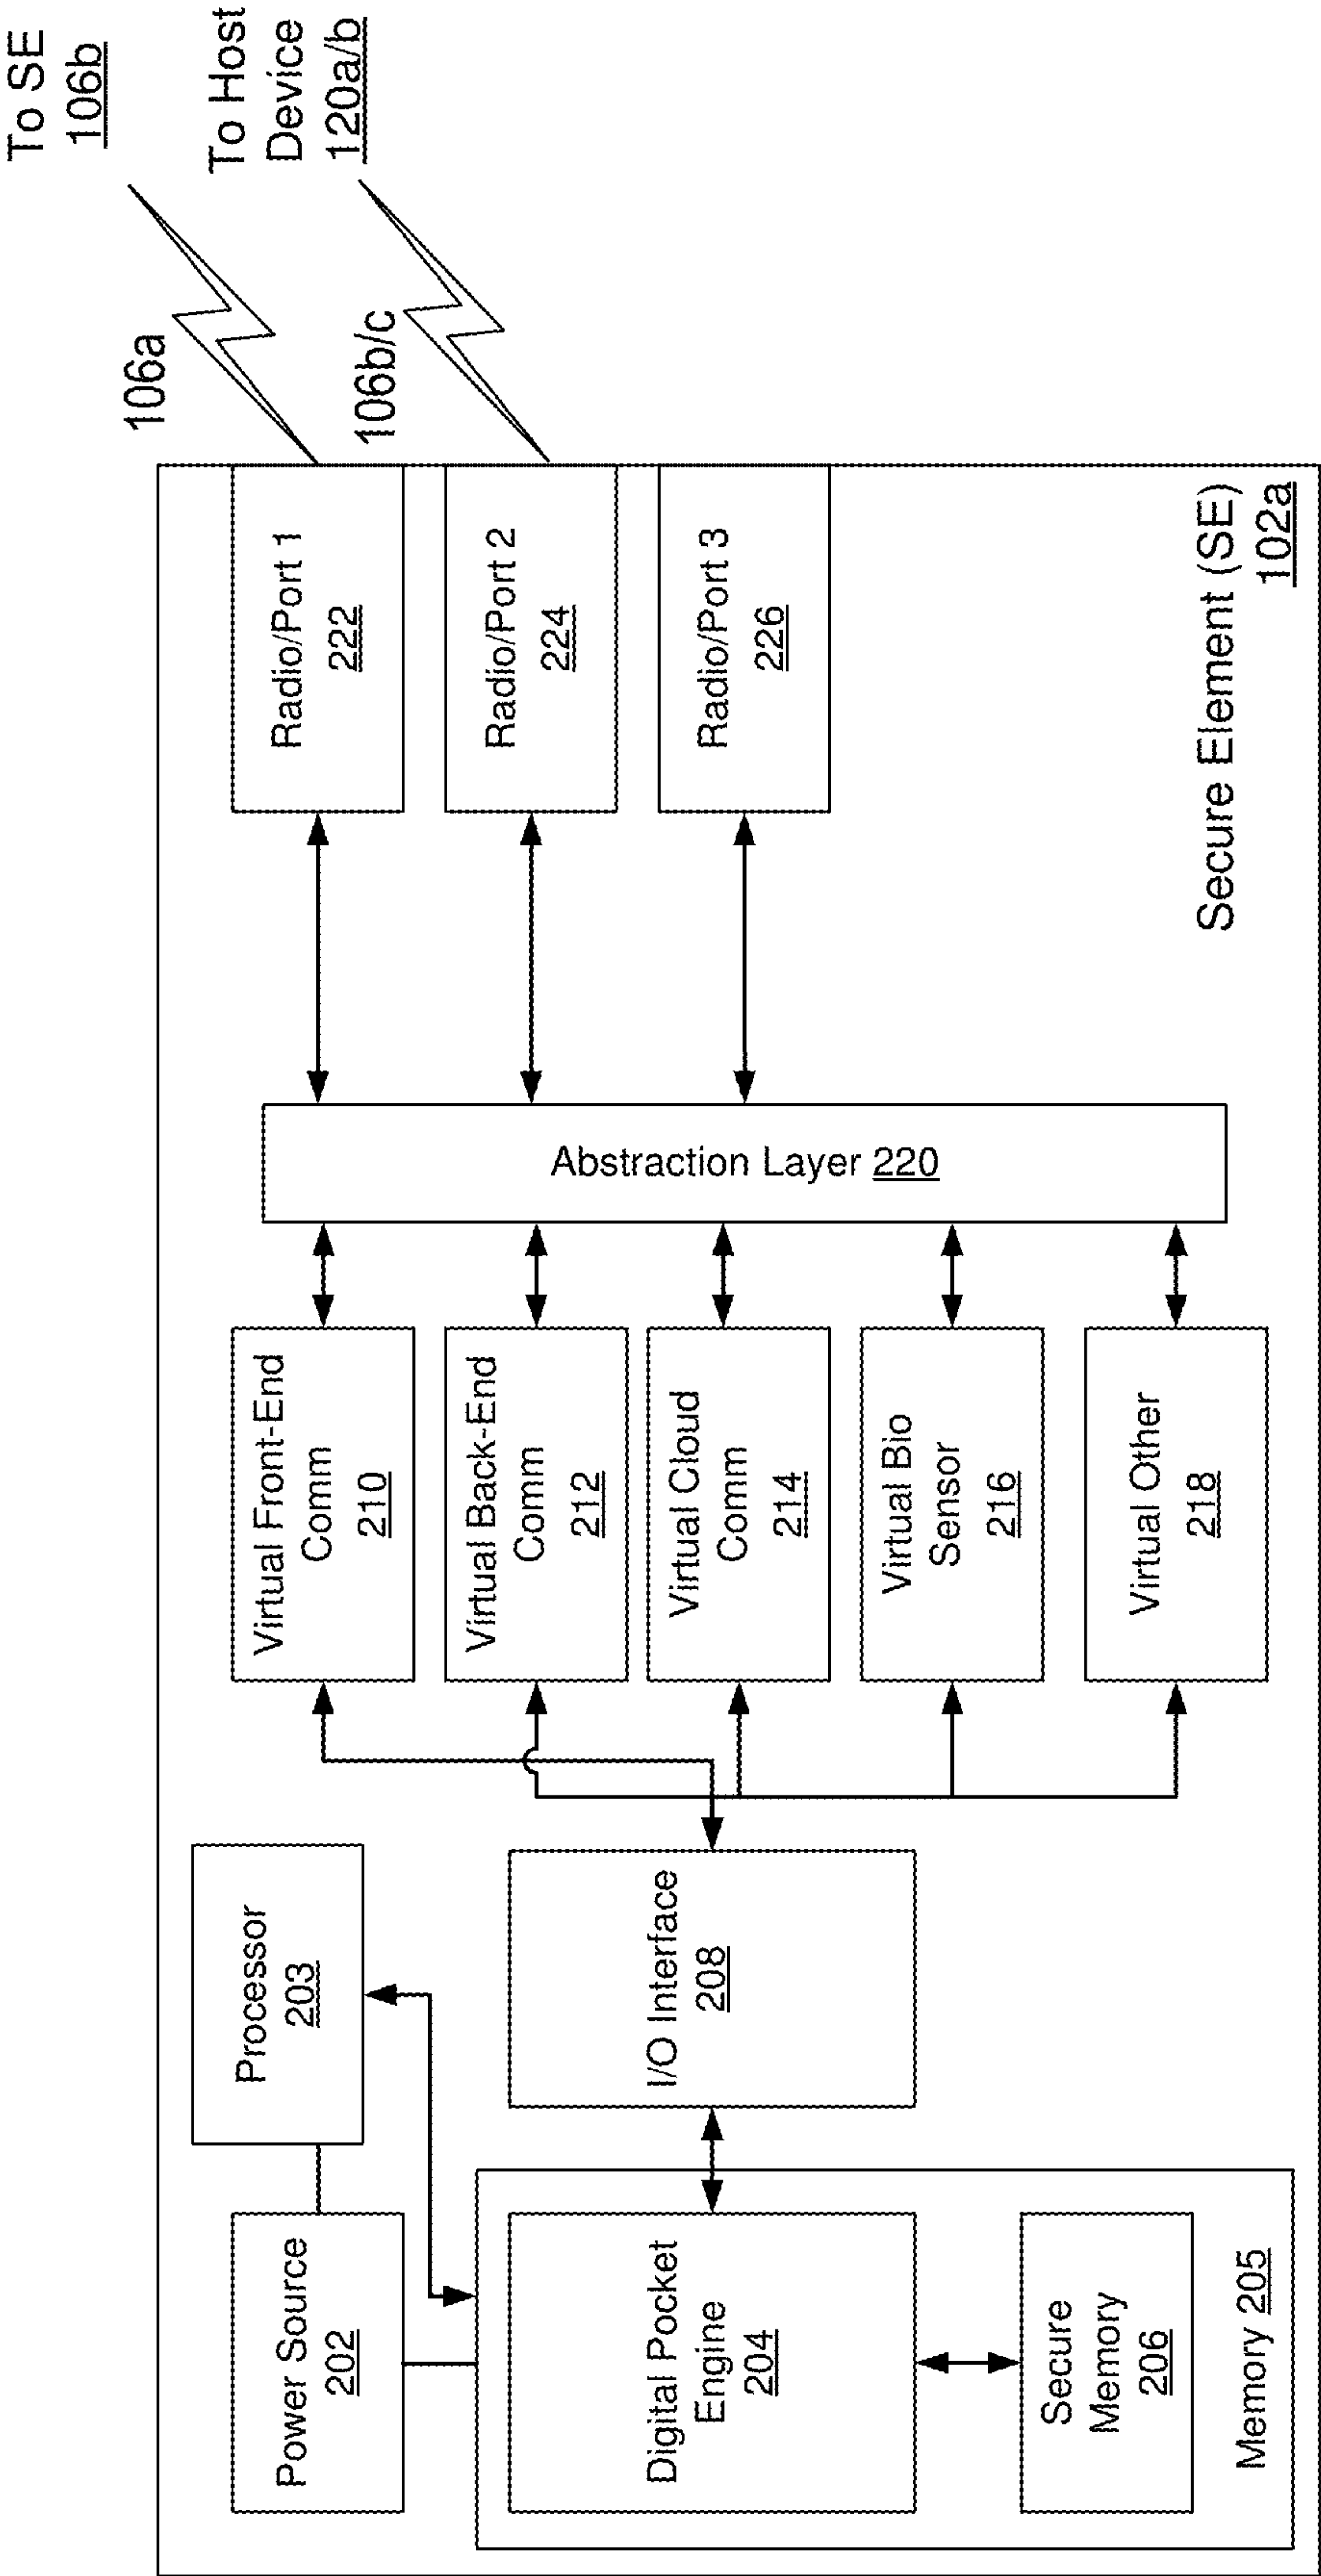 To SE
106b
To Host
Device
120a/b
106a
106b/c
Power Source
202
Processor
203
Digital Pocket
Engine
204
Secure
Memory
206
Memory 205
I/O Interface
208
Virtual Front-End
Comm
210
Virtual Back-End
Comm
212
Virtual Cloud
Comm
214
Virtual Bio
Sensor
216
Virtual Other
218
Abstraction Layer 220
Radio/Port 1
222
Radio/Port 2
224
Radio/Port 3
226
Secure Element (SE)
102a